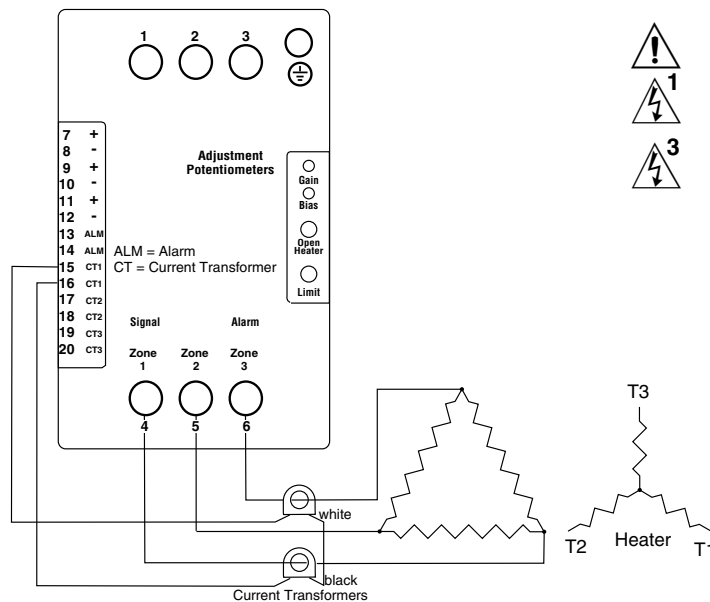 1 2 3
1
3
7 +
8 -
9 +
10 -
11 +
12 -
13 ALM
14 ALM
15 CT1
16 CT1
17 CT2
18 CT2
19 CT3
20 CT3
Adjustment
Potentiometers
Gain
Bias
Open
Heater
Limit
ALM = Alarm
CT = Current Transformer
Signal
Alarm
Zone
1
Zone
2
Zone
3
4 5 6
white
black
Current Transformers
T3
T2
Heater
T1